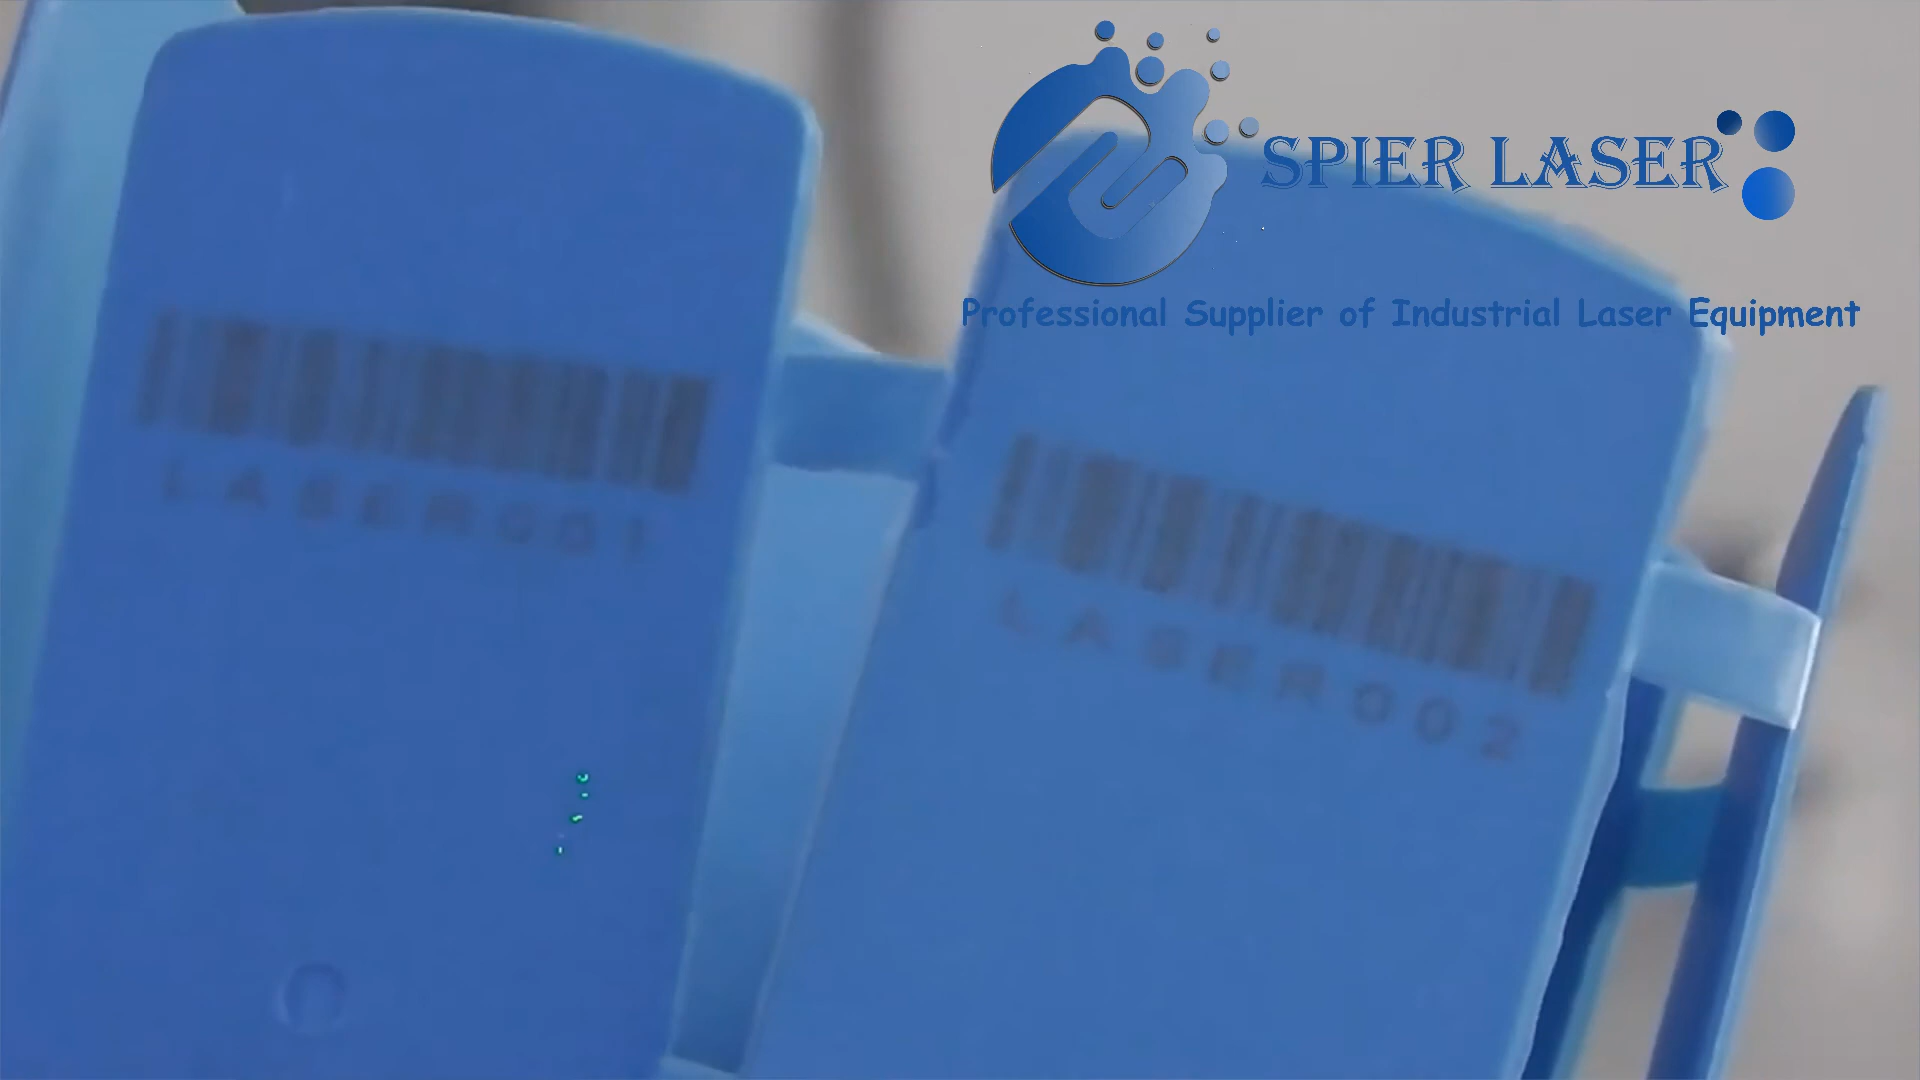 SPIER LASER
Professional Supplier of Industrial Laser Equipment
LASER001
LASER002